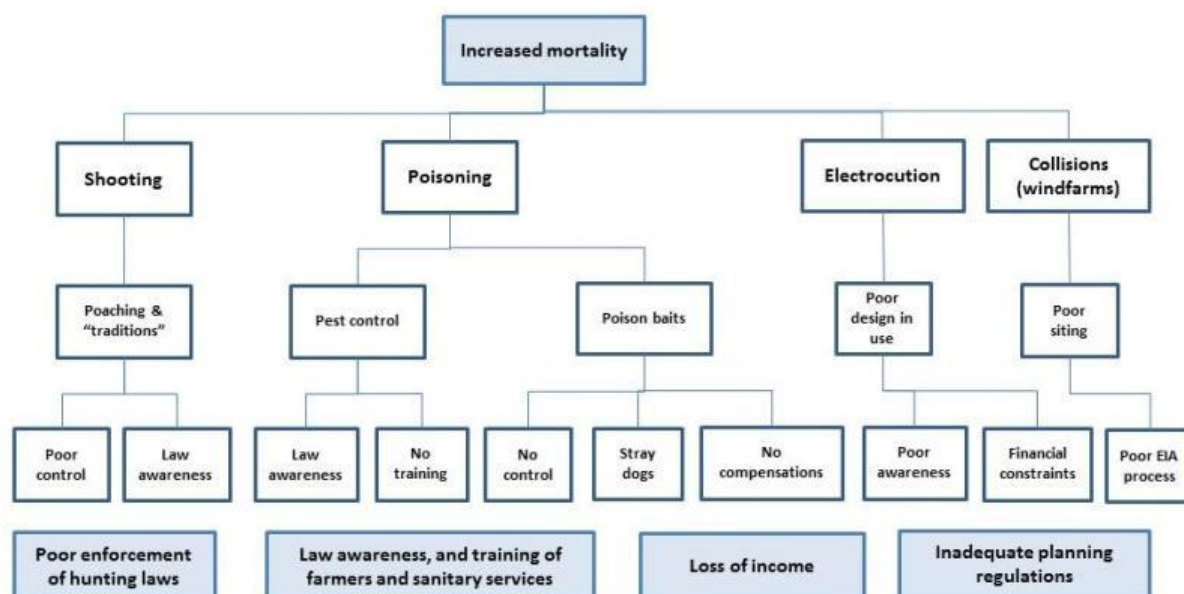 Increased mortality
Shooting
Poisoning
Electrocution
Collisions
(windfarms)
Poaching &
“traditions”
Pest control
Poison baits
Poor
design in
use
Poor
siting
Poor
control
Law
awareness
Law
awareness
No
training
No
control
Stray
dogs
No
compensations
Poor
awareness
Financial
constraints
Poor EIA
process
Poor enforcement
of hunting laws
Law awareness, and training of
farmers and sanitary services
Loss of income
Inadequate planning
regulations